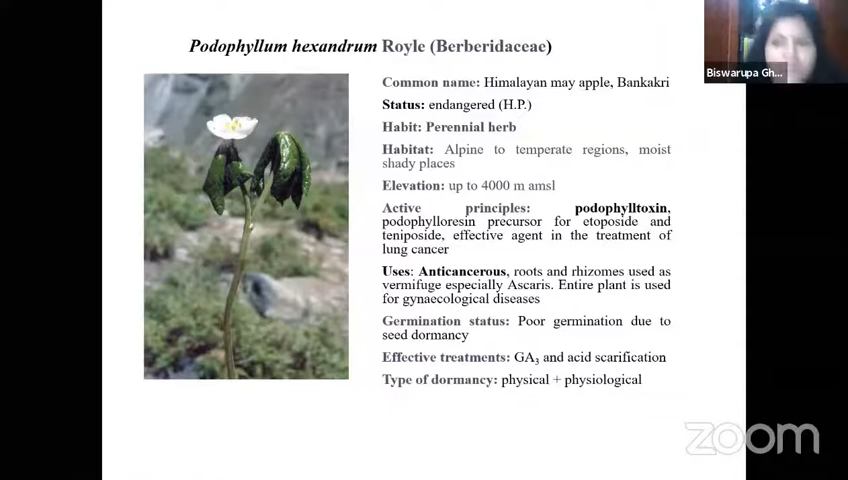 Podophyllum hexandrum Royle (Berberidaceae)
Biswarupa Gh...
Common name: Himalayan may apple, Bankakri
Status: endangered (H.P.)
Habit: Perennial herb
Habitat: Alpine to temperate regions, moist
shady places
Elevation: up to 4000 m amsl
Active principles: podophylltoxin,
podophylloresin precursor for etoposide and
teniposide, effective agent in the treatment of
lung cancer
Uses: Anticancerous, roots and rhizomes used as
vermifuge especially Ascaris. Entire plant is used
for gynaecological diseases
Germination status: Poor germination due to
seed dormancy
Effective treatments: GA3 and acid scarification
Type of dormancy: physical + physiological
zoom